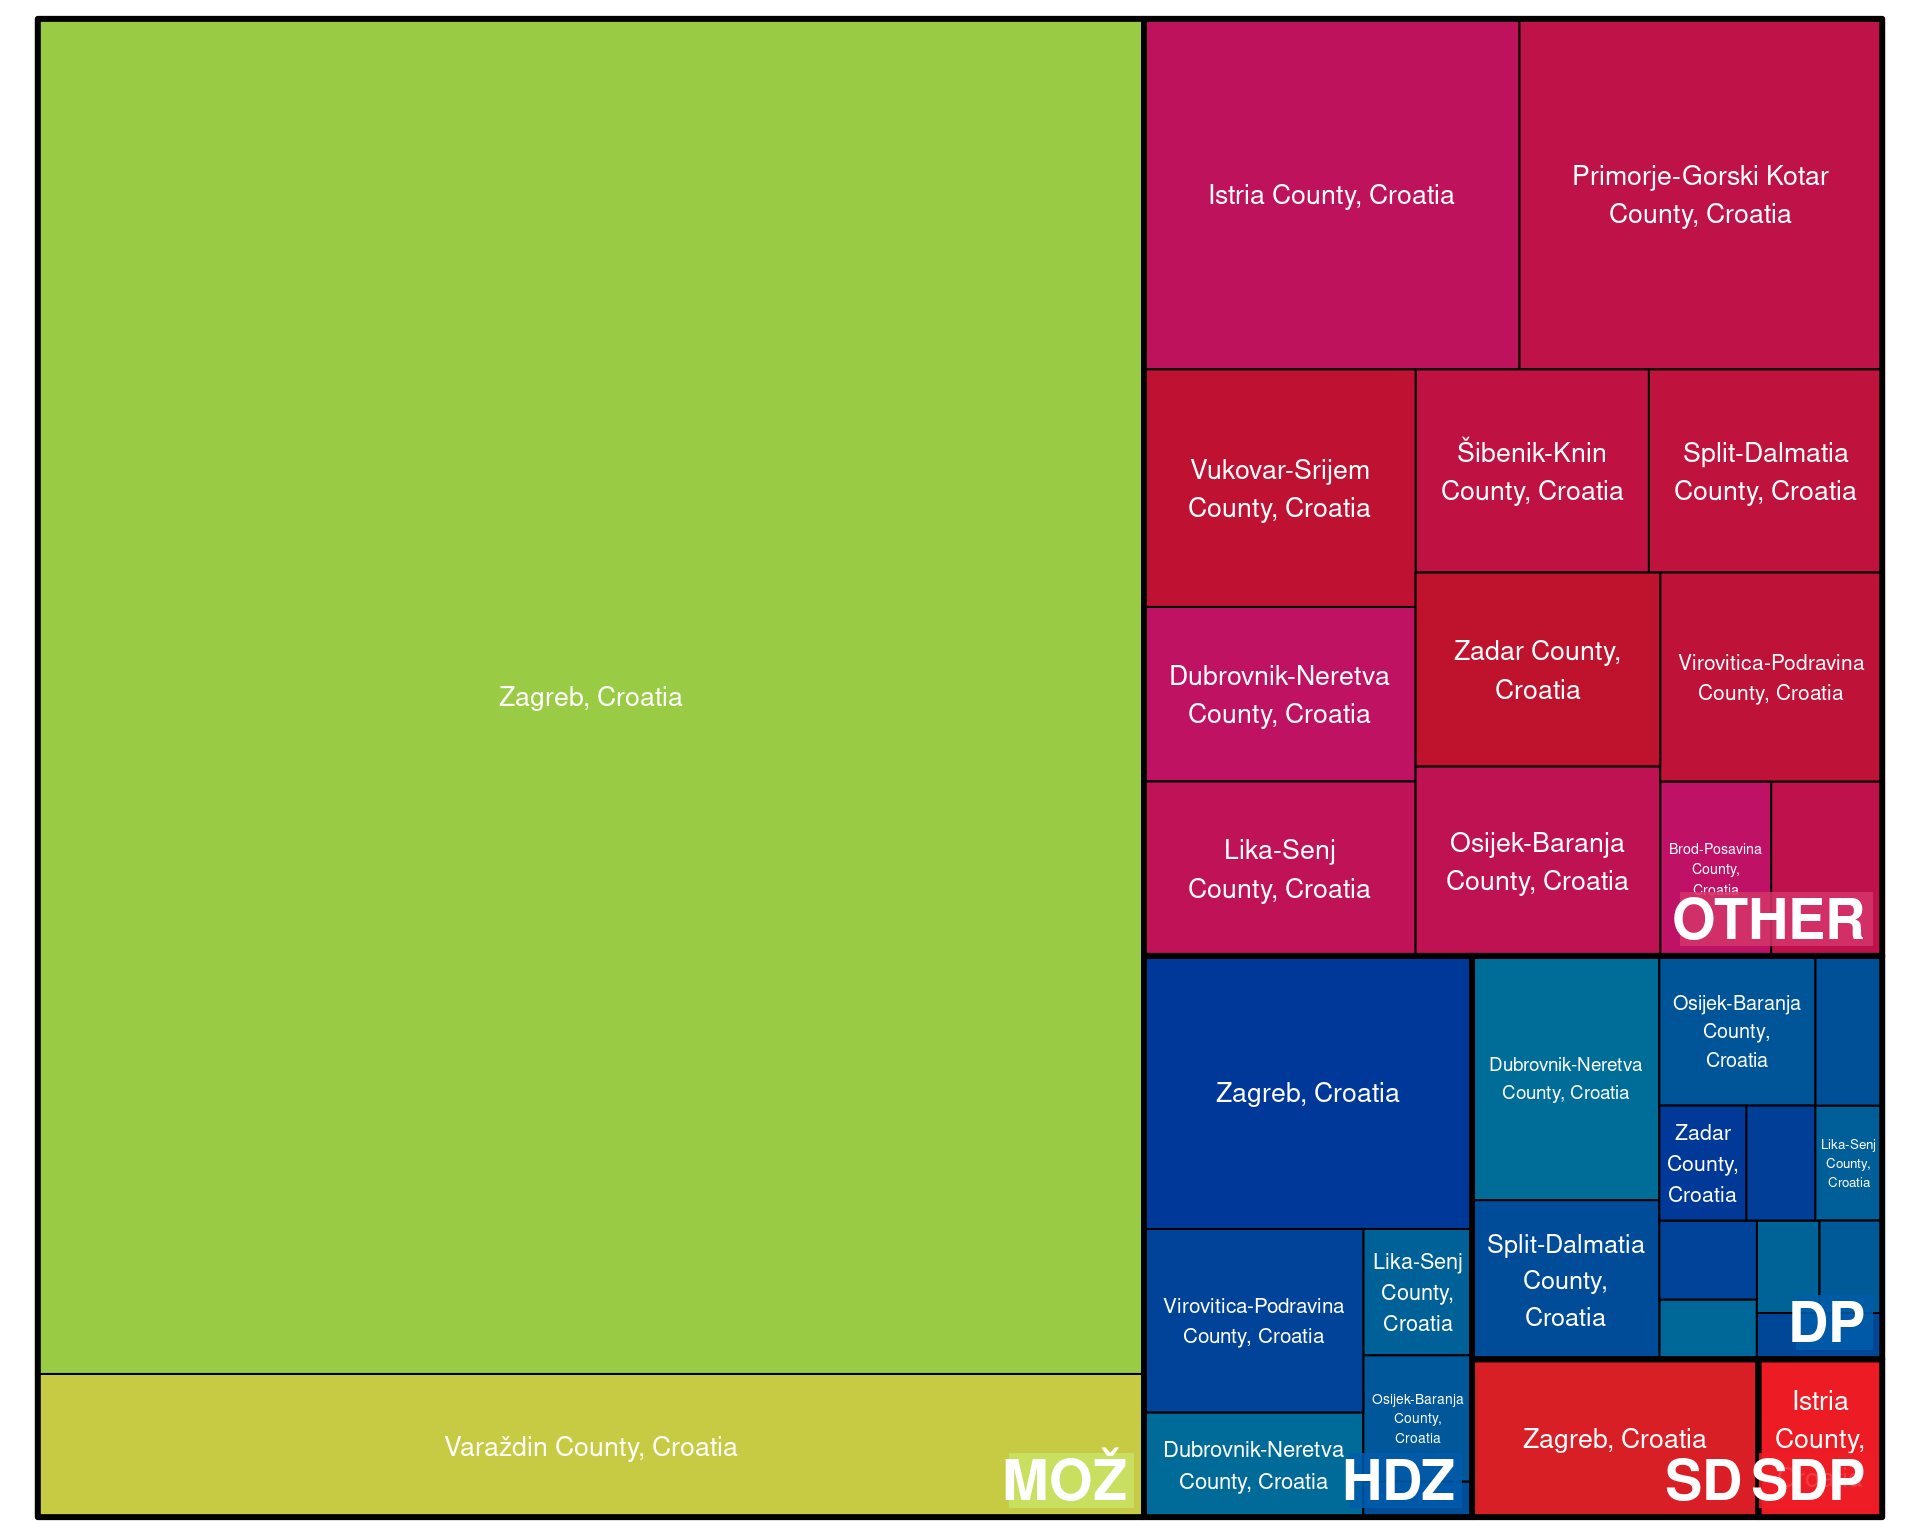 Zagreb, Croatia
Varaždin County, Croatia
MOŽ
Istria County, Croatia
Primorje-Gorski Kotar
County, Croatia
Vukovar-Srijem
County, Croatia
Šibenik-Knin
County, Croatia
Split-Dalmatia
County, Croatia
Dubrovnik-Neretva
County, Croatia
Zadar County,
Croatia
Virovitica-Podravina
County, Croatia
Lika-Senj
County, Croatia
Osijek-Baranja
County, Croatia
Brod-Posavina
County,
Croatia
OTHER
Zagreb, Croatia
Virovitica-Podravina
County, Croatia
Lika-Senj
County,
Croatia
Osijek-Baranja
County,
Croatia
Dubrovnik-Neretva
County, Croatia
HDZ
Dubrovnik-Neretva
County, Croatia
Osijek-Baranja
County,
Croatia
Zadar
County,
Croatia
Lika-Senj
County,
Croatia
Split-Dalmatia
County,
Croatia
DP
Zagreb, Croatia
SD
Istria
County,
SDP